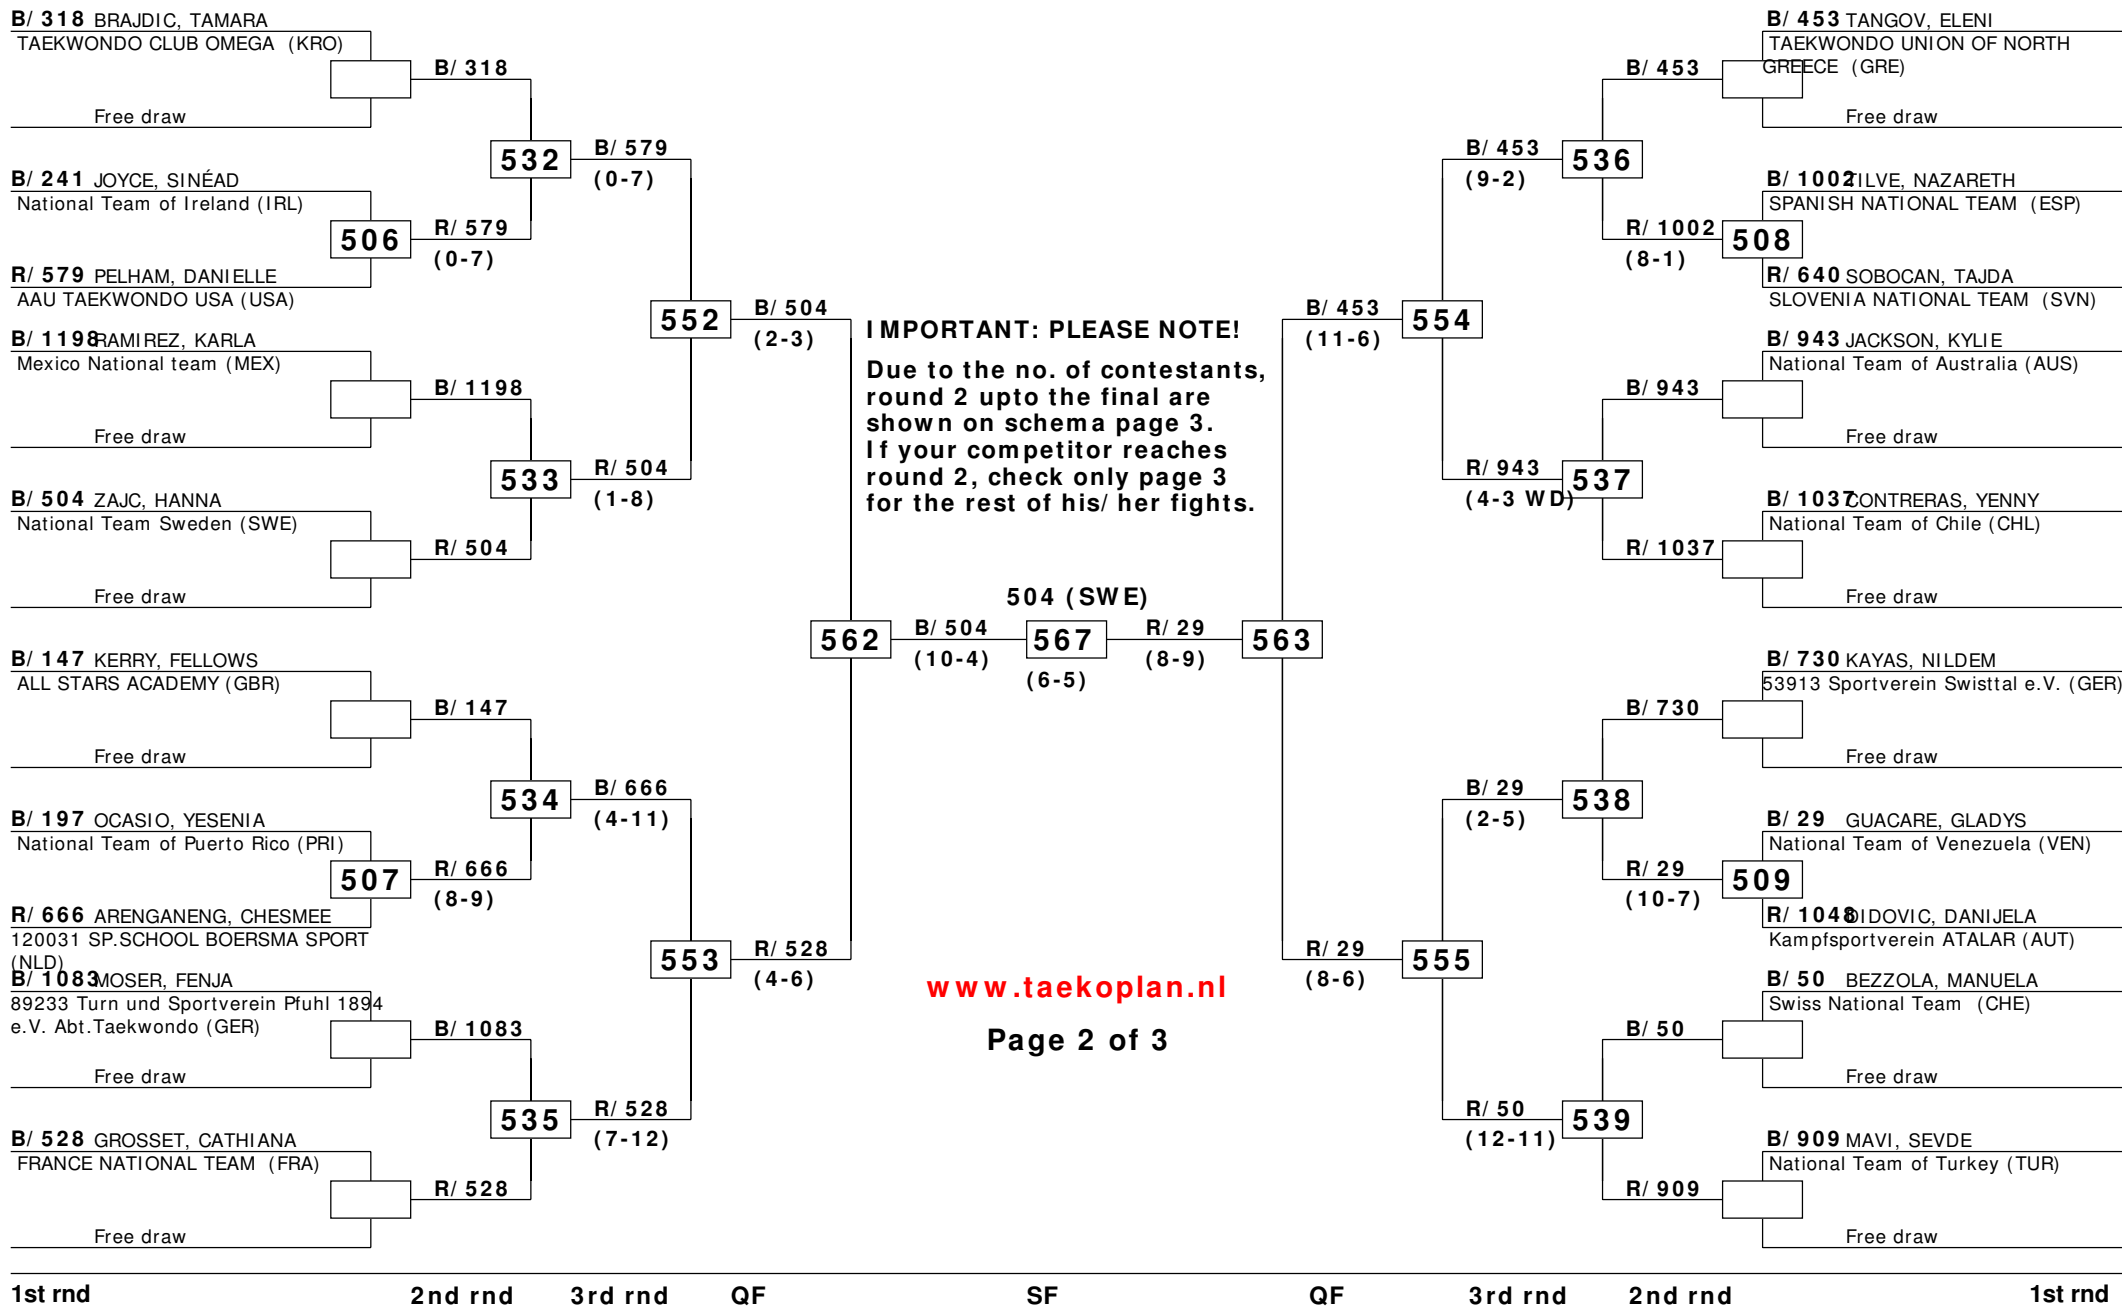 B/ 318 BRAJDIC, TAMARA
TAEKWONDO CLUB OMEGA (KRO)
Free draw
B/ 241 JOYCE, SINÉAD
National Team of Ireland (IRL)
506
R/ 579 PELHAM, DANIELLE
AAU TAEKWONDO USA (USA)
B/ 1198 RAMIREZ, KARLA
Mexico National team (MEX)
Free draw
B/ 504 ZAJC, HANNA
National Team Sweden (SWE)
Free draw
B/ 147 KERRY, FELLOWS
ALL STARS ACADEMY (GBR)
Free draw
B/ 197 OCASIO, YESENIA
National Team of Puerto Rico (PRI)
507
R/ 666 ARENGANENG, CHESMEE
120031 SP.SCHOOL BOERSMA SPORT
(NLD)
B/ 1083 MOSER, FENJA
89233 Turn und Sportverein Pfuhl 1894
e.V. Abt.Taekwondo (GER)
Free draw
B/ 528 GROSSET, CATHIANA
FRANCE NATIONAL TEAM (FRA)
Free draw
B/ 318
532
R/ 579
(0-7)
B/ 1198
533
R/ 504
B/ 147
534
R/ 666
(8-9)
B/ 1083
535
R/ 528
B/ 579
(0-7)
552
R/ 504
(1-8)
B/ 666
(4-11)
553
R/ 528
(7-12)
B/ 504
(2-3)
562
R/ 528
(4-6)
IMPORTANT: PLEASE NOTE!
Due to the no. of contestants,
round 2 upto the final are
shown on schema page 3.
If your competitor reaches
round 2, check only page 3
for the rest of his/ her fights.
504 (SWE)
B/ 504
(10-4)
567
(6-5)
R/ 29
(8-9)
www.taekoplan.nl
Page 2 of 3
B/ 453
(11-6)
563
R/ 29
(8-6)
B/ 453
(9-2)
554
R/ 943
(4-3 WD)
B/ 29
(2-5)
555
R/ 50
(12-11)
B/ 453
536
R/ 1002
(8-1)
B/ 943
537
R/ 1037
B/ 730
538
R/ 29
(10-7)
B/ 50
539
R/ 909
B/ 453 TANGOV, ELENI
TAEKWONDO UNION OF NORTH
GREECE (GRE)
Free draw
B/ 1002 TILVE, NAZARETH
SPANISH NATIONAL TEAM (ESP)
508
R/ 640 SOBOCAN, TAJDA
SLOVENIA NATIONAL TEAM (SVN)
B/ 943 JACKSON, KYLIE
National Team of Australia (AUS)
Free draw
B/ 1037 CONTRERAS, YENNY
National Team of Chile (CHL)
Free draw
B/ 730 KAYAS, NILDEM
53913 Sportverein Swisttal e.V. (GER)
Free draw
B/ 29 GUACARE, GLADYS
National Team of Venezuela (VEN)
509
R/ 1048 DIDOVIC, DANIJELA
Kampfsportverein ATALAR (AUT)
B/ 50 BEZZOLA, MANUELA
Swiss National Team (CHE)
Free draw
B/ 909 MAVI, SEVDE
National Team of Turkey (TUR)
Free draw
1st rnd 2nd rnd 3rd rnd QF SF QF 3rd rnd 2nd rnd 1st rnd